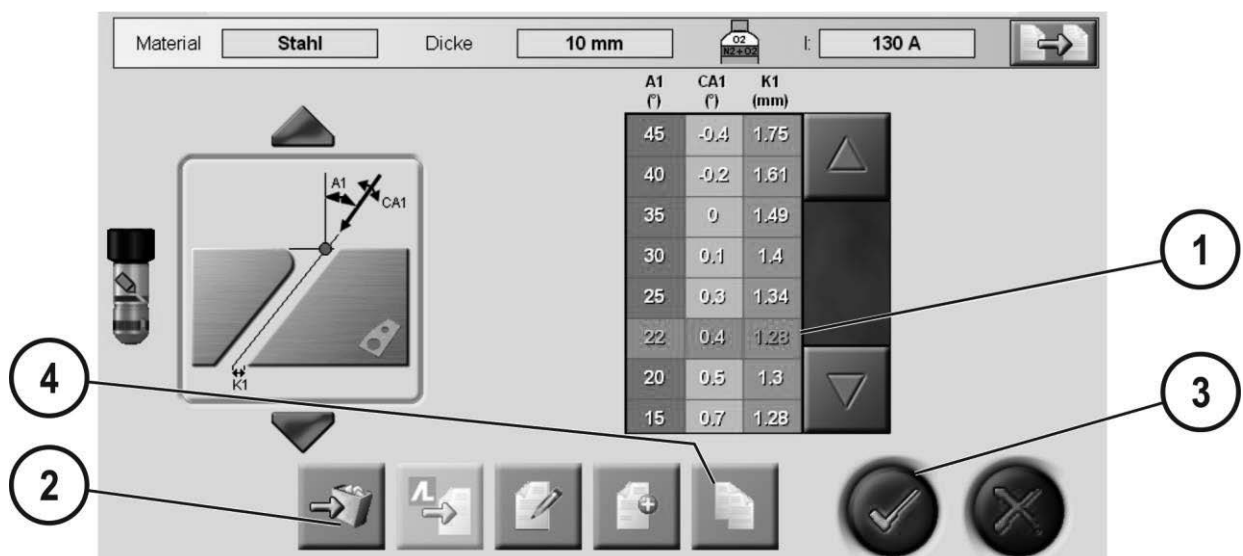 Material Stahl Dicke 10 mm O2 N2+O2 I: 130 A
A1 CA1 K1
(°) (°) (mm)
45 -0.4 1.75
40 -0.2 1.61
35 0 1.49
30 0.1 1.4
25 0.3 1.34
22 0.4 1.28
20 0.5 1.3
15 0.7 1.28
A1
CA1
K1
1
4
3
2